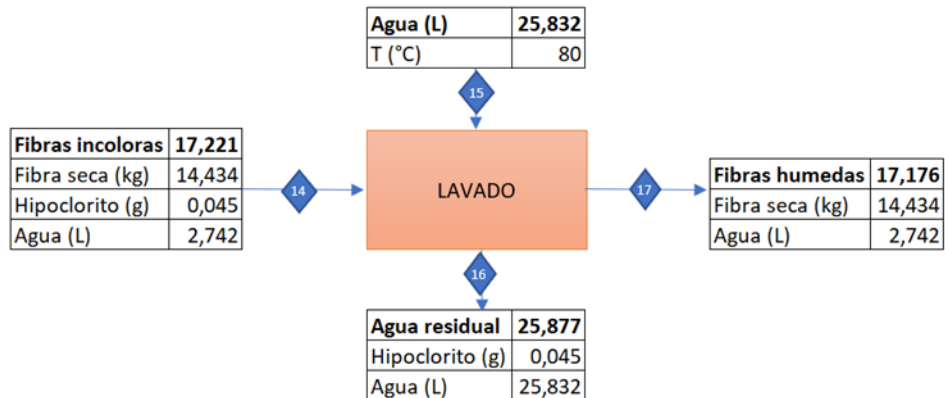 Agua (L) 25,832
T (°C) 80
15
Fibras incoloras 17,221
Fibra seca (kg) 14,434
Hipoclorito (g) 0,045
Agua (L) 2,742
14
LAVADO
17
Fibras humedas 17,176
Fibra seca (kg) 14,434
Agua (L) 2,742
16
Agua residual 25,877
Hipoclorito (g) 0,045
Agua (L) 25,832